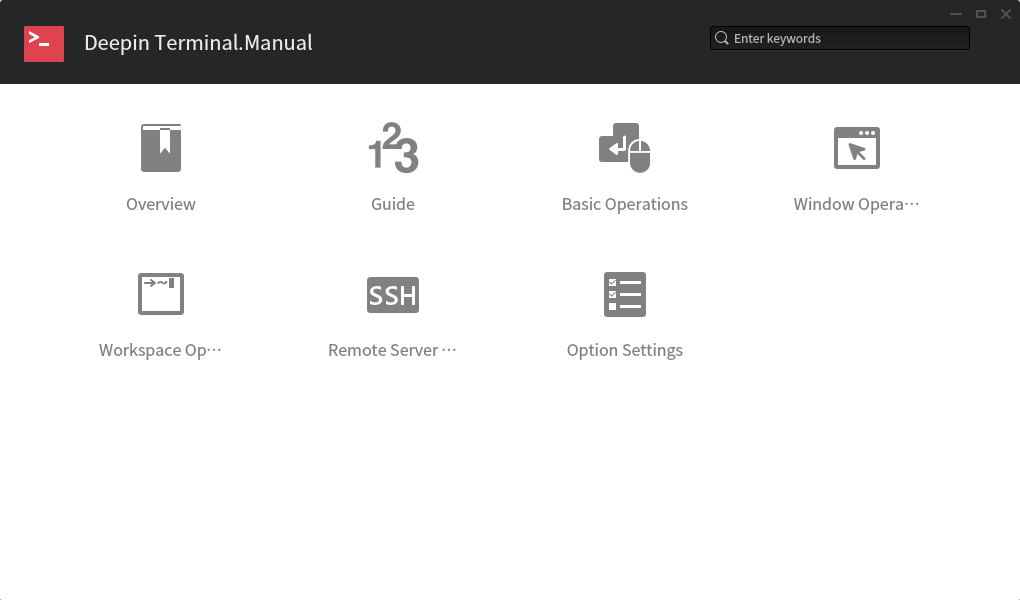 >_
Deepin Terminal.Manual
Enter keywords
123
Overview
Guide
Basic Operations
Window Opera···
→~
SSH
Workspace Op···
Remote Server ···
Option Settings